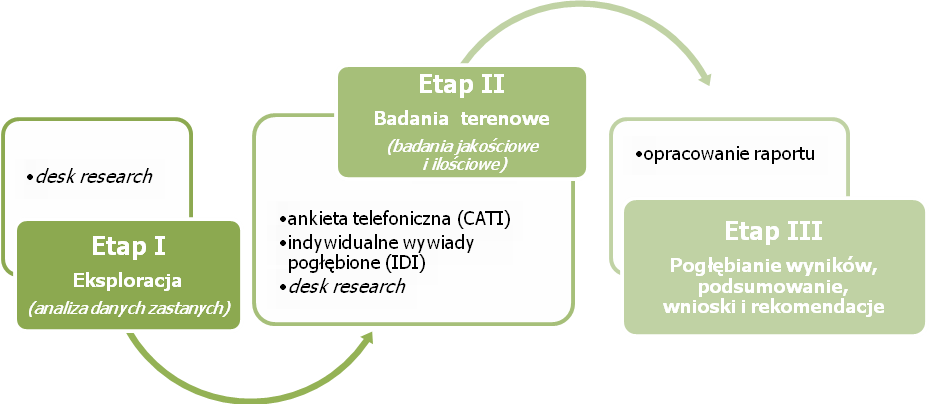 •desk research
Etap I
Eksploracja
(analiza danych zastanych)
Etap II
Badania terenowe
(badania jakościowe
i ilościowe)
•ankieta telefoniczna (CATI)
•indywidualne wywiady
pogłębione (IDI)
•desk research
•opracowanie raportu
Etap III
Pogłębianie wyników,
podsumowanie,
wnioski i rekomendacje